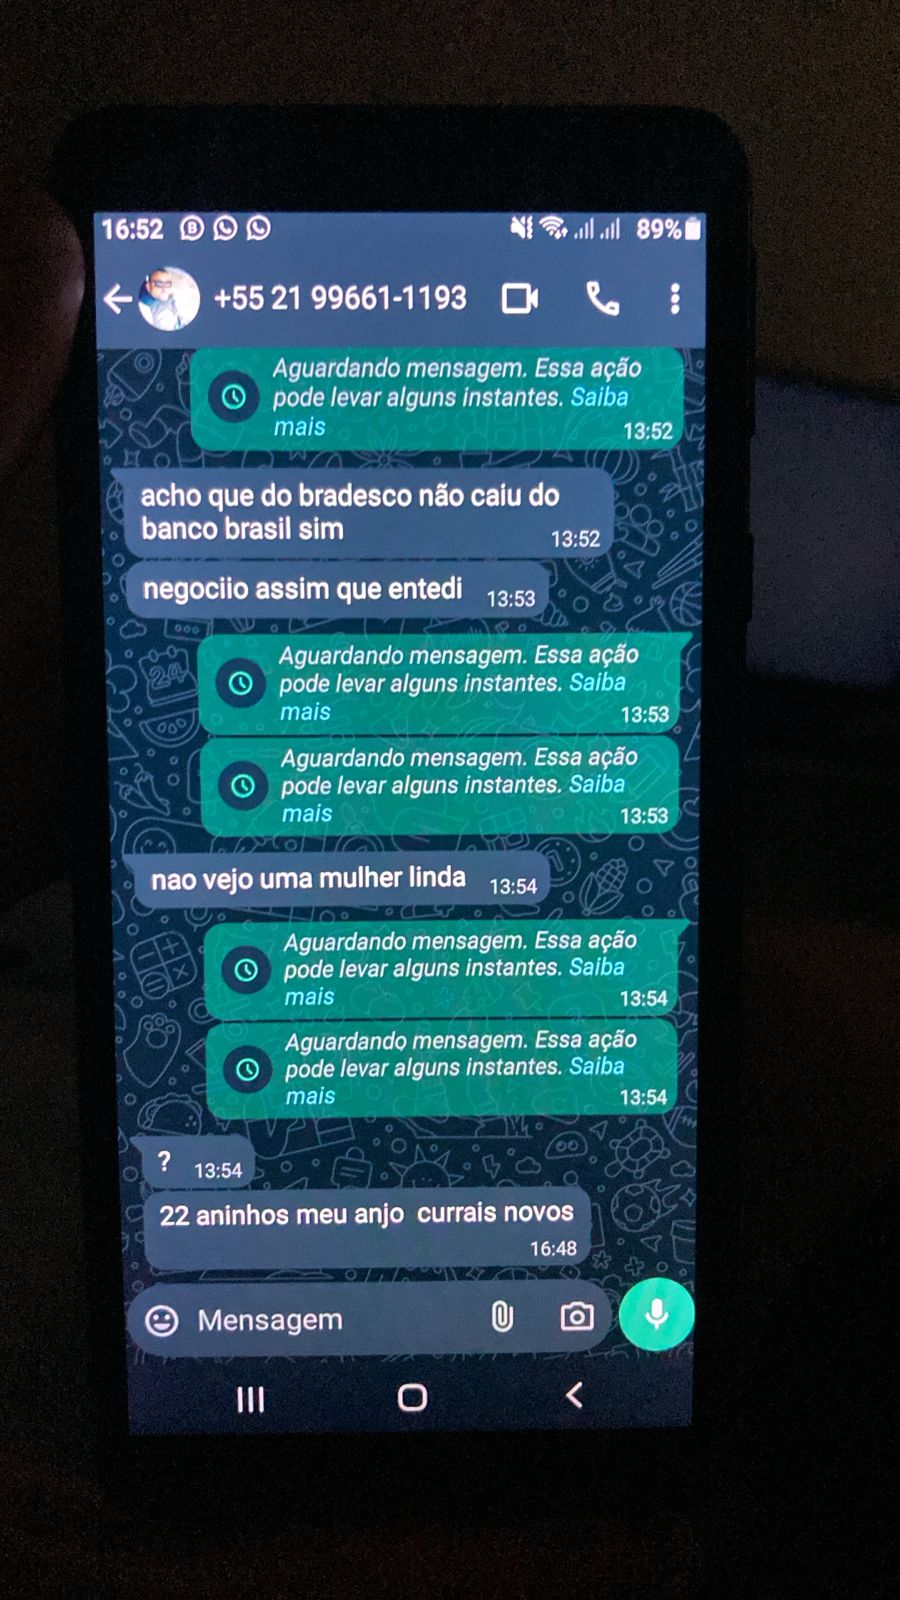 16:52 89%
+55 21 99661-1193
Aguardando mensagem. Essa ação
pode levar alguns instantes. Saiba
mais 13:52
acho que do bradesco não caiu do
banco brasil sim 13:52
negociio assim que entedi 13:53
Aguardando mensagem. Essa ação
pode levar alguns instantes. Saiba
mais 13:53
Aguardando mensagem. Essa ação
pode levar alguns instantes. Saiba
mais 13:53
nao vejo uma mulher linda 13:54
Aguardando mensagem. Essa ação
pode levar alguns instantes. Saiba
mais 13:54
Aguardando mensagem. Essa ação
pode levar alguns instantes. Saiba
mais 13:54
? 13:54
22 aninhos meu anjo currais novos
16:48
Mensagem